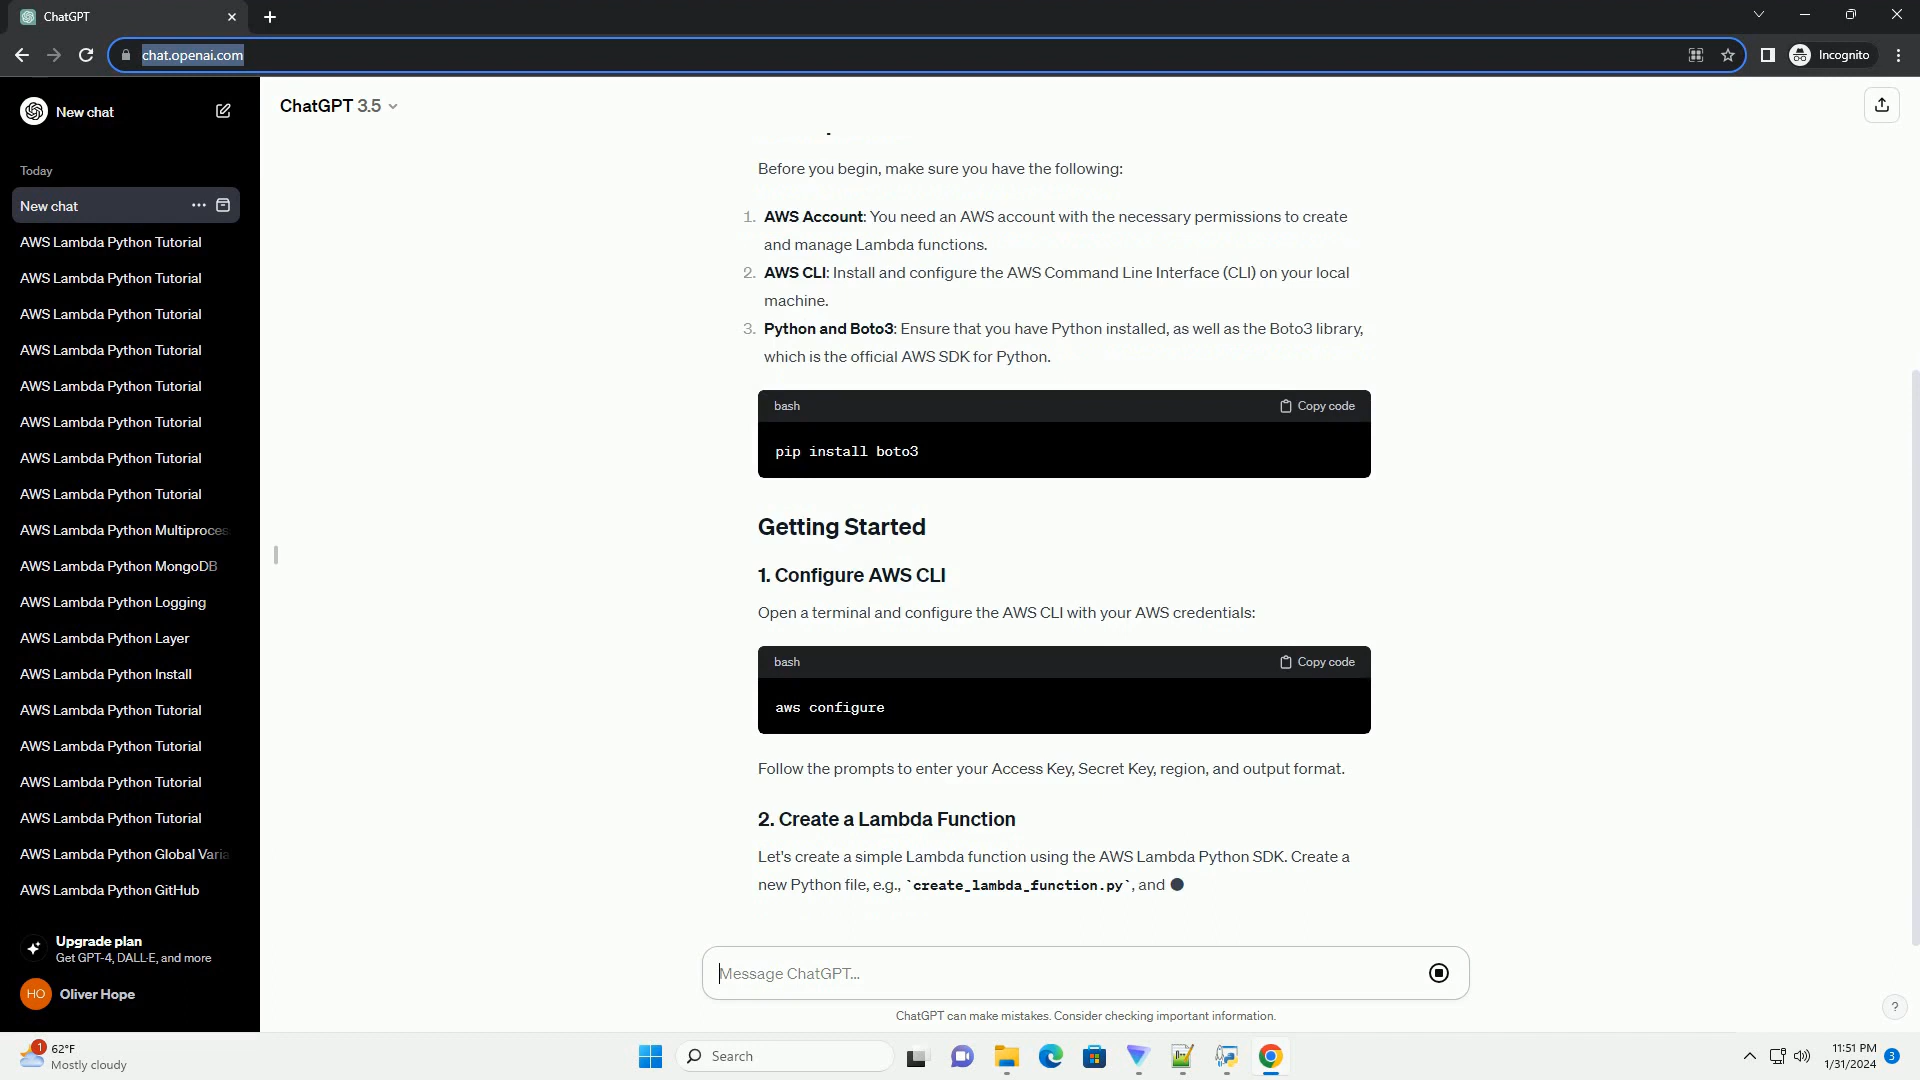 ChatGPT
chat.openai.com
Incognito
New chat
Today
New chat
AWS Lambda Python Tutorial
AWS Lambda Python Tutorial
AWS Lambda Python Tutorial
AWS Lambda Python Tutorial
AWS Lambda Python Tutorial
AWS Lambda Python Tutorial
AWS Lambda Python Tutorial
AWS Lambda Python Tutorial
AWS Lambda Python Multiproces
AWS Lambda Python MongoDB
AWS Lambda Python Logging
AWS Lambda Python Layer
AWS Lambda Python Install
AWS Lambda Python Tutorial
AWS Lambda Python Tutorial
AWS Lambda Python Tutorial
AWS Lambda Python Tutorial
AWS Lambda Python Global Varia
AWS Lambda Python GitHub
Upgrade plan
Get GPT-4, DALL·E, and more
HO Oliver Hope
ChatGPT 3.5
Before you begin, make sure you have the following:
1. AWS Account: You need an AWS account with the necessary permissions to create
and manage Lambda functions.
2. AWS CLI: Install and configure the AWS Command Line Interface (CLI) on your local
machine.
3. Python and Boto3: Ensure that you have Python installed, as well as the Boto3 library,
which is the official AWS SDK for Python.
bash Copy code
pip install boto3
Getting Started
1. Configure AWS CLI
Open a terminal and configure the AWS CLI with your AWS credentials:
bash Copy code
aws configure
Follow the prompts to enter your Access Key, Secret Key, region, and output format.
2. Create a Lambda Function
Let's create a simple Lambda function using the AWS Lambda Python SDK. Create a
new Python file, e.g., `create_lambda_function.py`, and
Message ChatGPT...
ChatGPT can make mistakes. Consider checking important information.
?
1
62°F
Mostly cloudy
Search
11:51 PM
1/31/2024
3